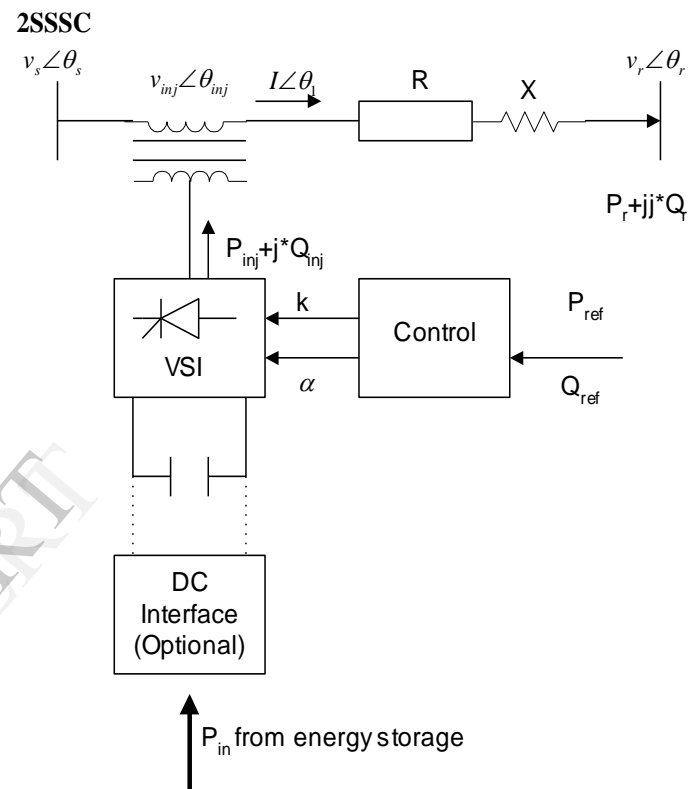 2SSSC
v_s∠θ_s
v_inj∠θ_inj
I∠θ_1
R
X
v_r∠θ_r
P_r+jj*Q_r
P_inj+j*Q_inj
k
P_ref
Control
VSI
α
Q_ref
DC
Interface
(Optional)
P_in from energy storage